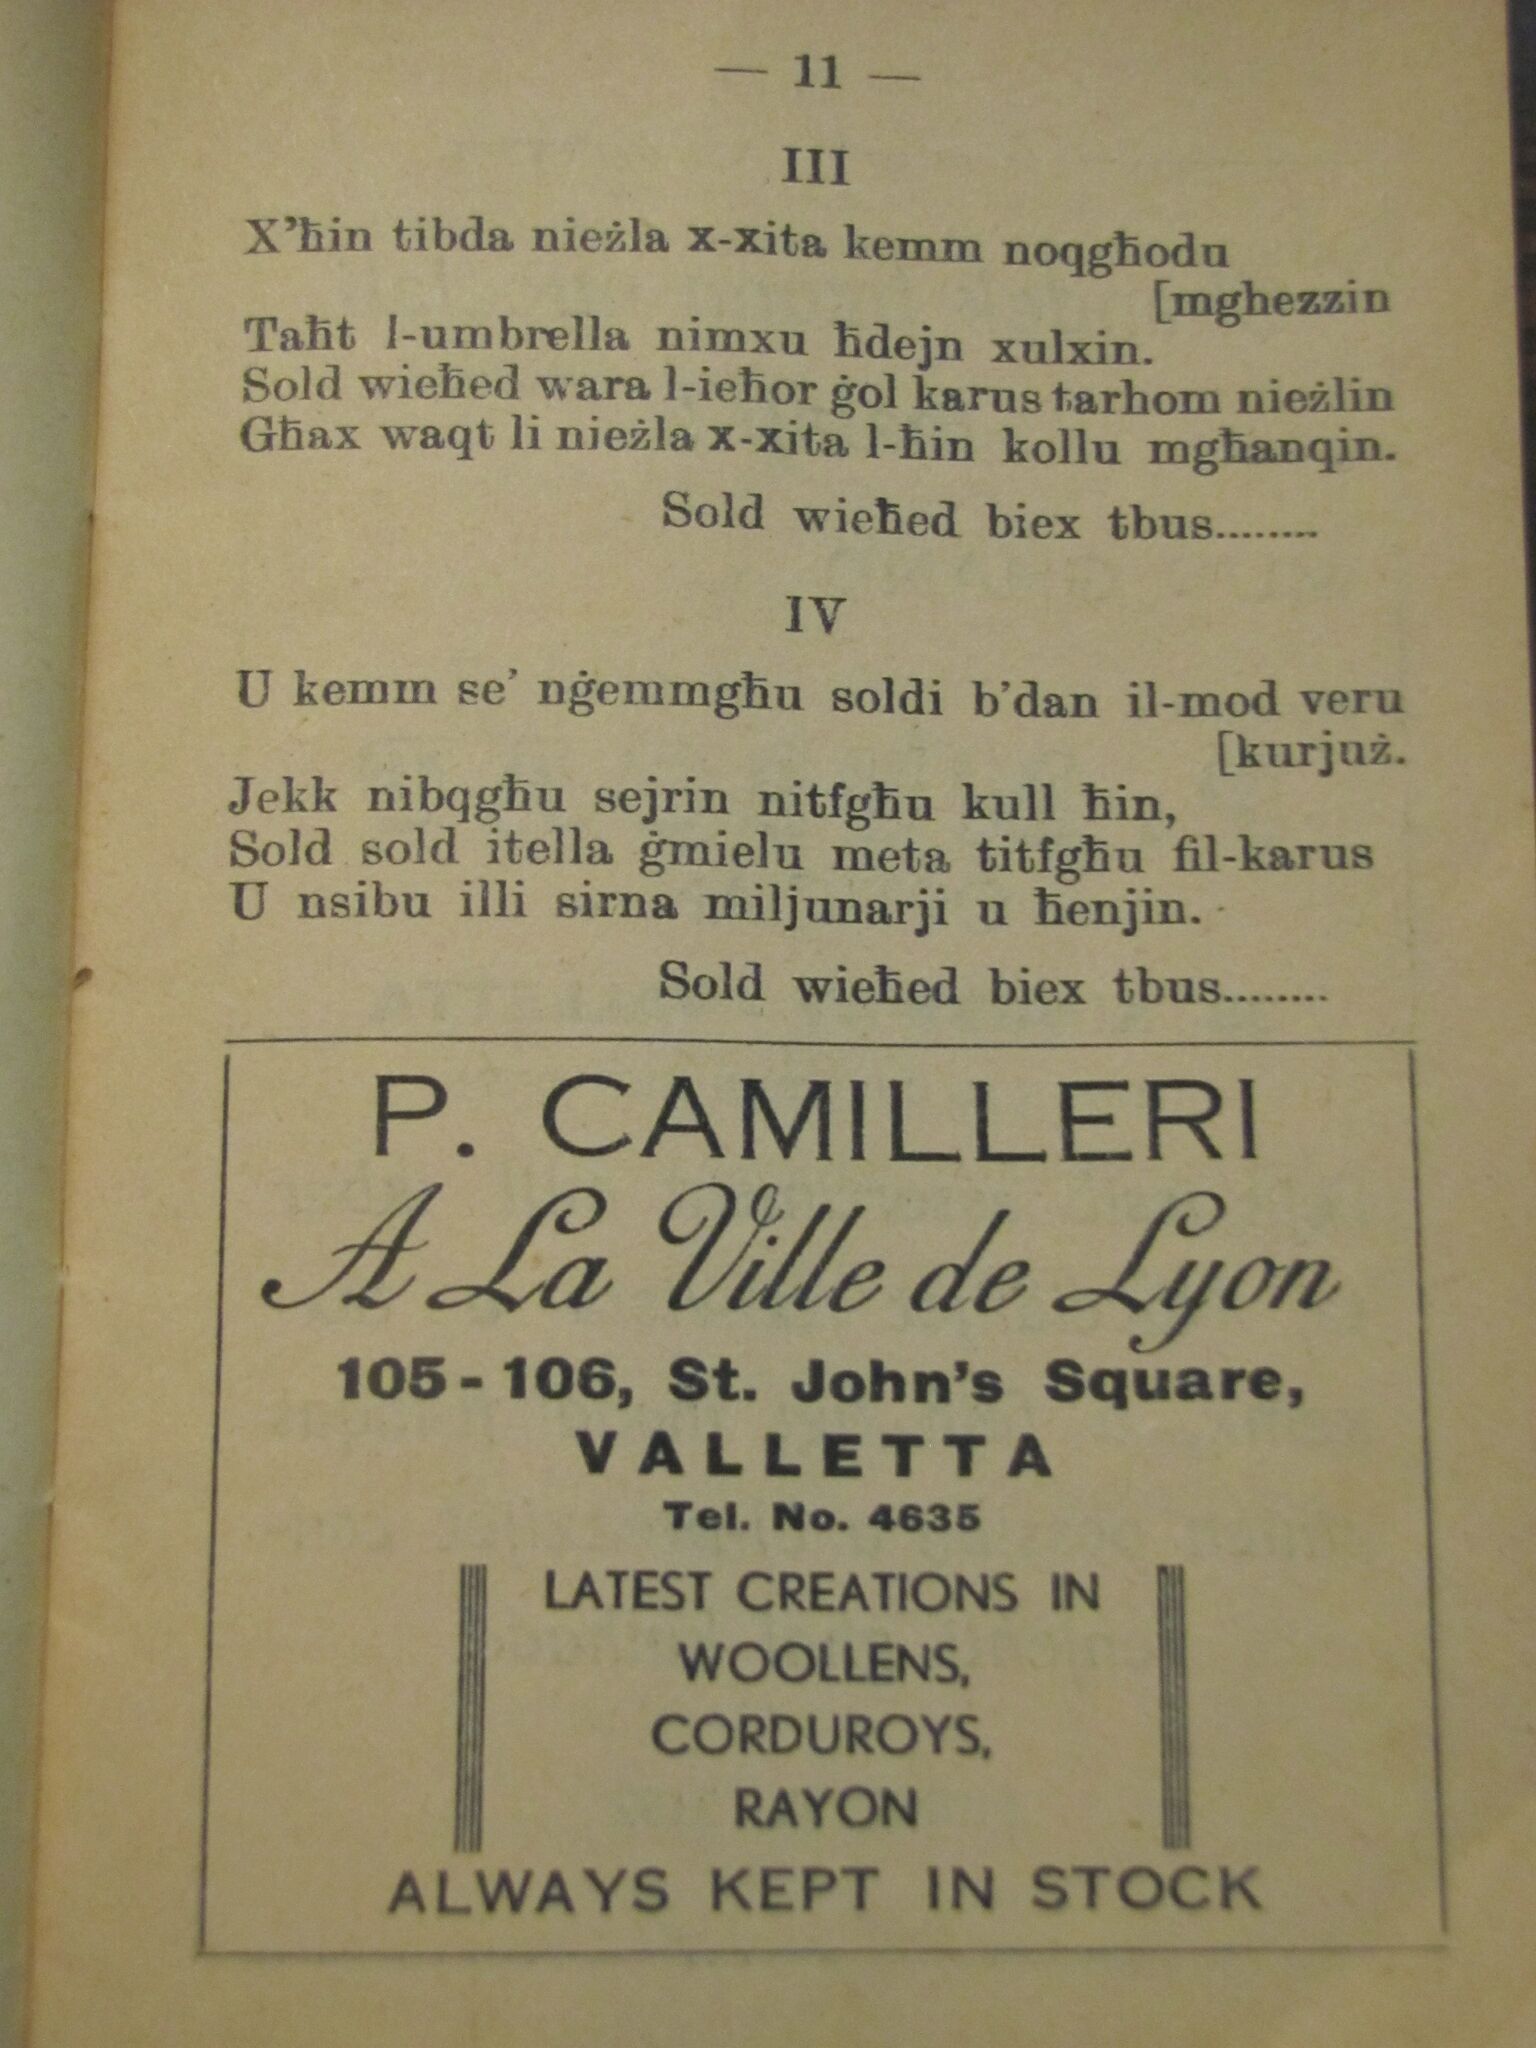 — 11 —
III
X'ħin tibda nieżla x-xita kemm noqgħodu
[mghezzin
Taħt l-umbrella nimxu ħdejn xulxin.
Sold wieħed wara l-ieħor ġol karus tarhom nieżlin
Għax waqt li nieżla x-xita l-ħin kollu mgħanqin.
Sold wieħed biex tbus........
IV
U kemm se' nġemmgħu soldi b'dan il-mod veru
[kurjuż.
Jekk nibqgħu sejrin nitfgħu kull ħin,
Sold sold itella ġmielu meta titfgħu fil-karus
U nsibu illi sirna miljunarji u ħenjin.
Sold wieħed biex tbus........
P. CAMILLERI
A La Ville de Lyon
105-106, St. John's Square,
VALLETTA
Tel. No. 4635
LATEST CREATIONS IN
WOOLLENS,
CORDUROYS,
RAYON
ALWAYS KEPT IN STOCK